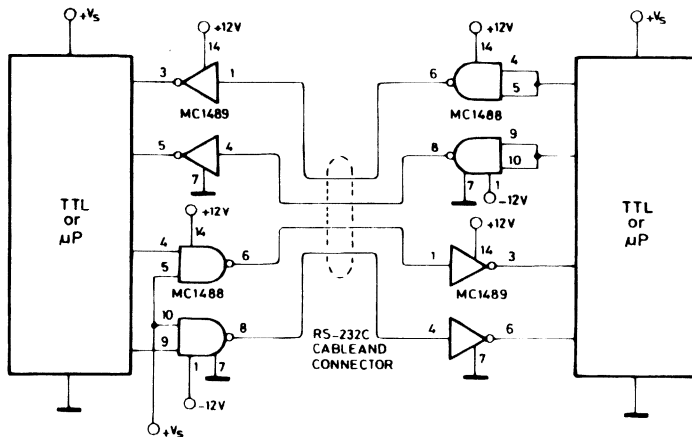 +Vs
+12V
14
3
1
MC1489
5
4
7
TTL
or
µP
+12V
14
4
6
5
MC1488
10
8
9
1
7
-12V
+Vs
RS-232C
CABLE AND
CONNECTOR
+12V
14
6
4
5
MC1488
8
9
10
7
1
-12V
+12V
14
1
3
MC1489
4
6
7
+Vs
TTL
or
µP